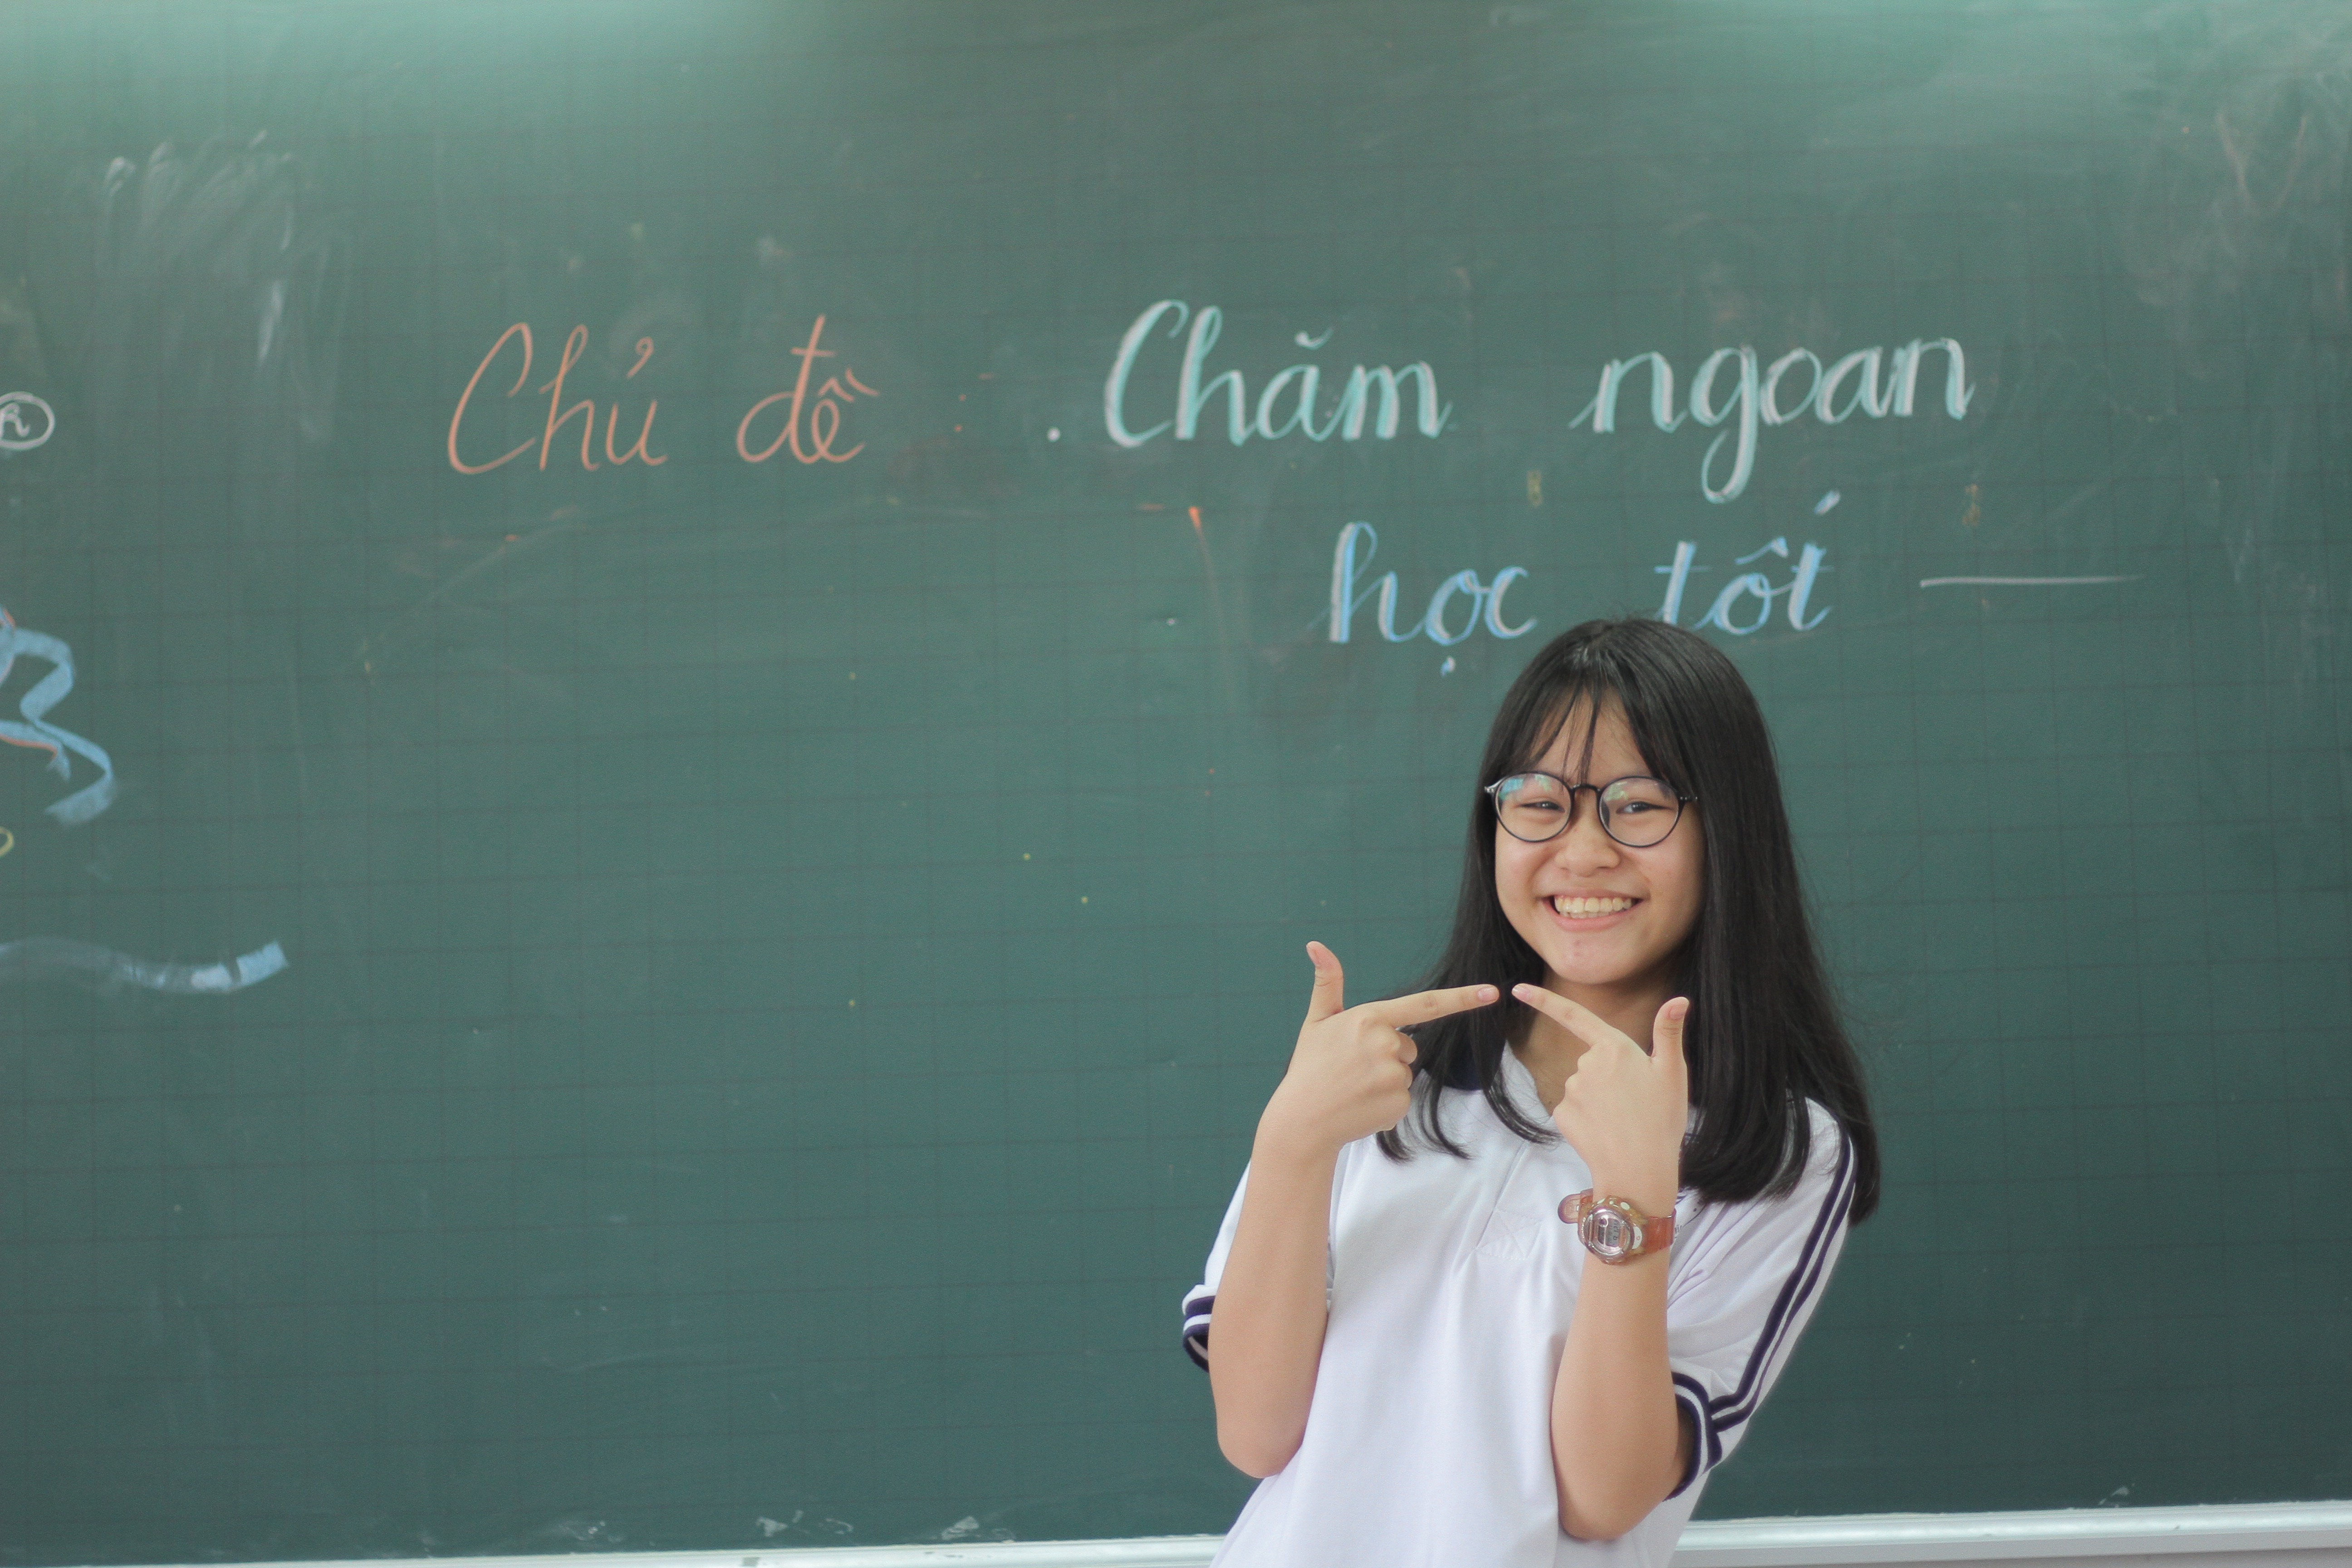 Chủ đề : Chăm ngoan
học tốt